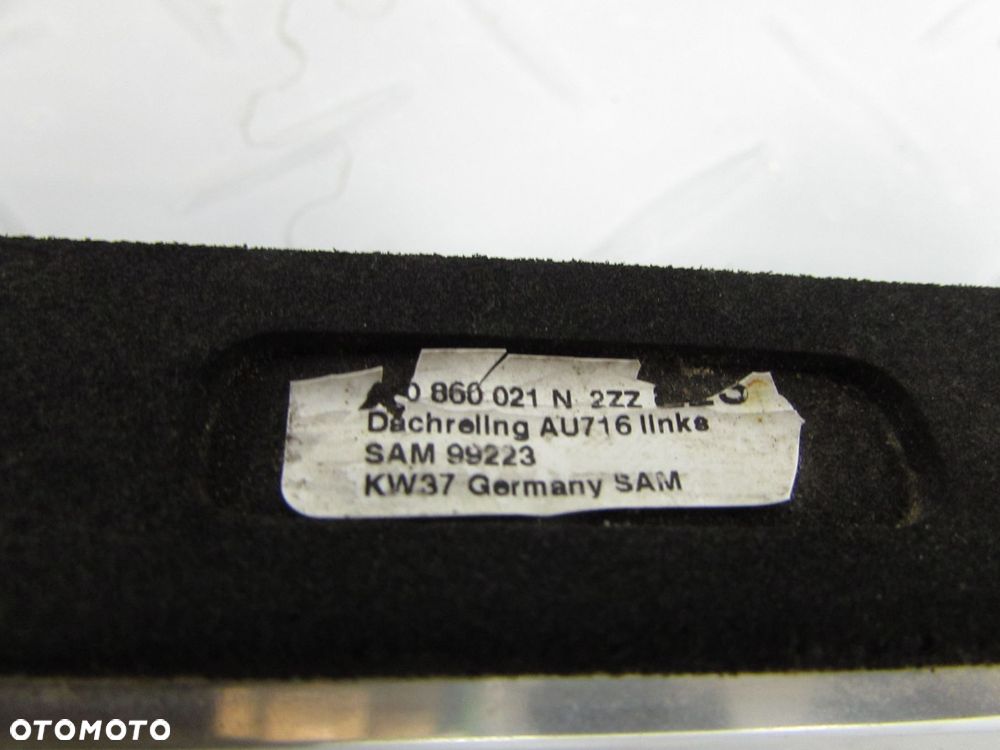 0 860 021 N 2ZZ
Dachreling AU716 links
SAM 99223
KW37 Germany SAM
OTOMOTO